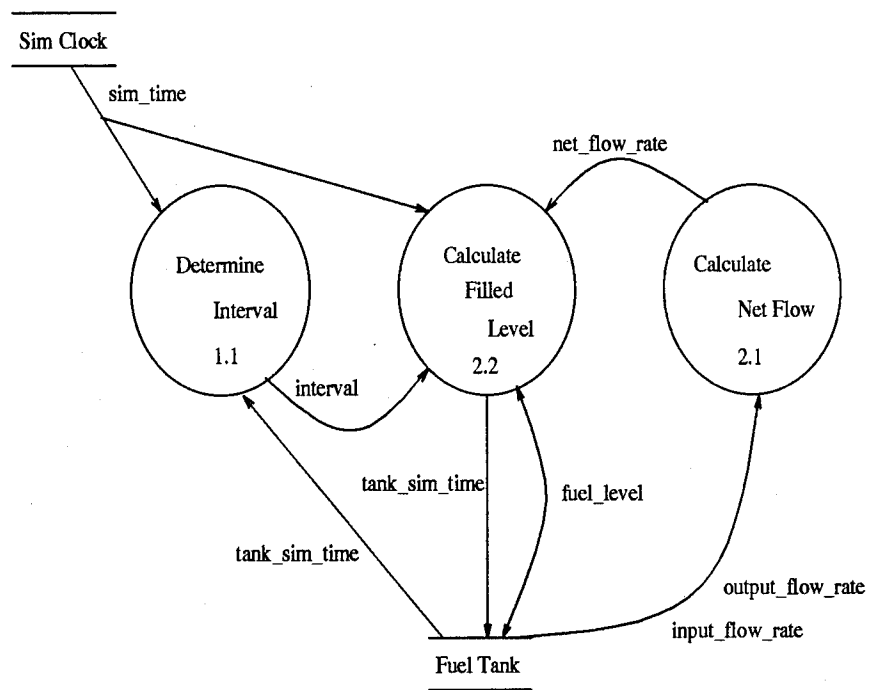 Sim Clock
sim_time
net_flow_rate
Determine
Interval
1.1
Calculate
Filled
Level
2.2
Calculate
Net Flow
2.1
interval
tank_sim_time
fuel_level
tank_sim_time
output_flow_rate
input_flow_rate
Fuel Tank